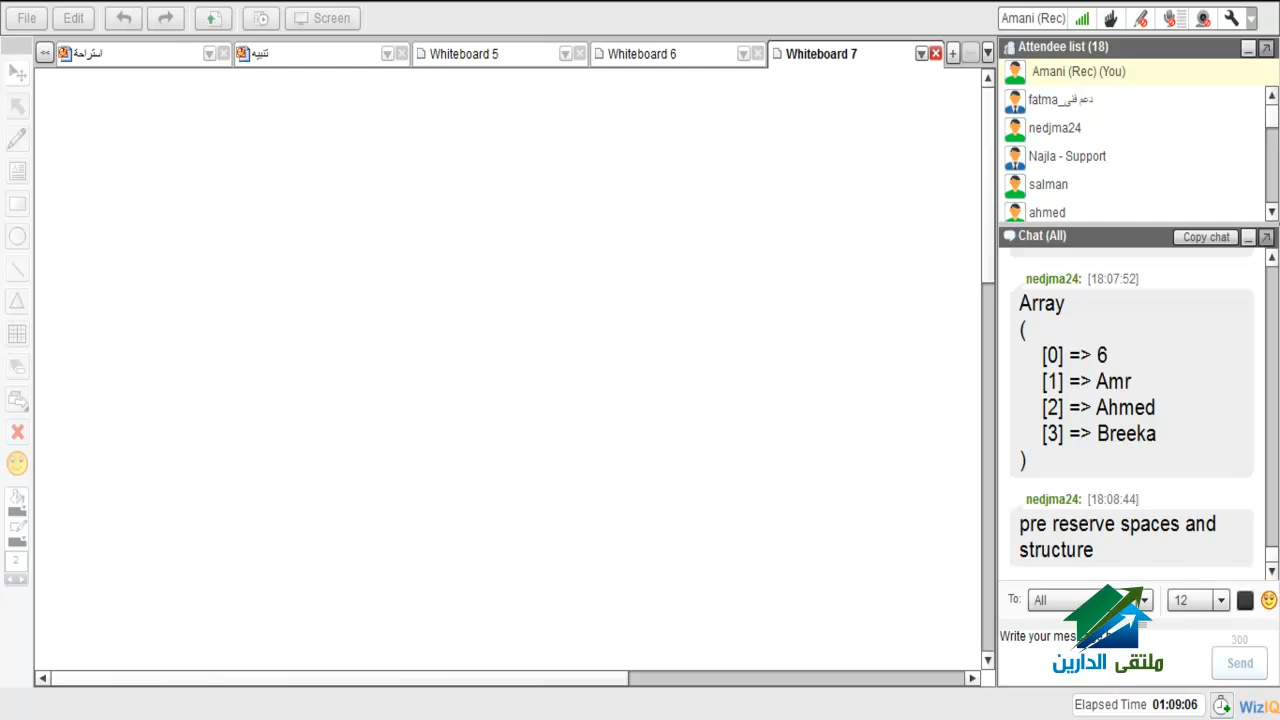 File Edit Screen
Amani (Rec)
<< استراحة تنبيه Whiteboard 5 Whiteboard 6 Whiteboard 7
Attendee list (18)
Amani (Rec) (You)
fatma_دعم فنى
nedjma24
Najla - Support
salman
ahmed
Chat (All) Copy chat
nedjma24: [18:07:52]
Array
(
[0] => 6
[1] => Amr
[2] => Ahmed
[3] => Breeka
)
nedjma24: [18:08:44]
pre reserve spaces and
structure
2
To: All 12
Write your
300
Send
ملتقى الدارين
Elapsed Time 01:09:06
WizIQ